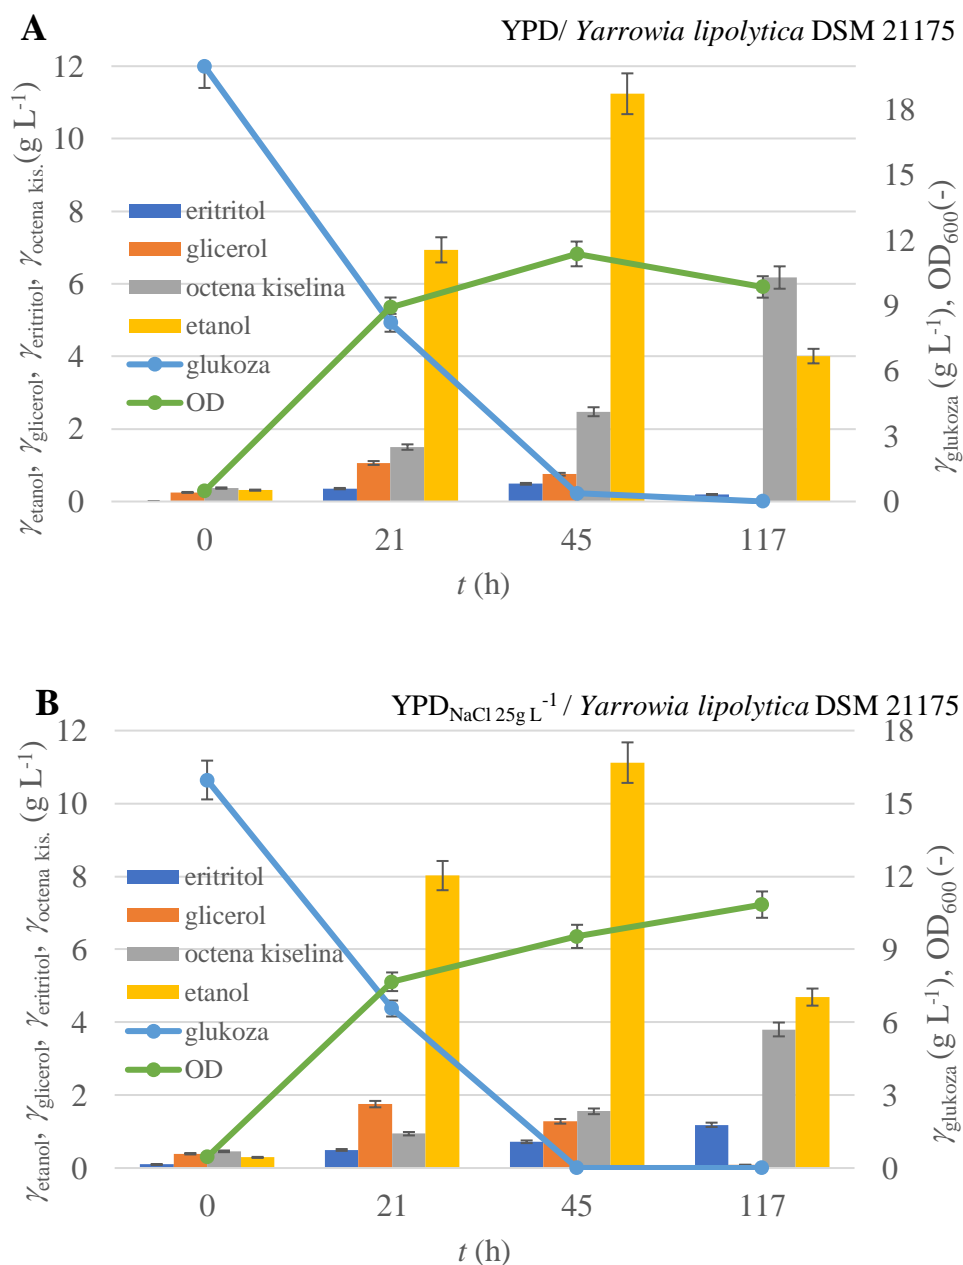 A
YPD/ Yarrowia lipolytica DSM 21175
γetanol, γglicerol, γeritritol, γoctena kis.(g L-1)
12
10
8
6
4
2
0
eritritol
glicerol
octena kiselina
etanol
glukoza
OD
18
15
12
9
6
3
0
γglukoza (g L-1), OD600(-)
0 21 45 117
t (h)
B
YPDNaCl 25g L-1 / Yarrowia lipolytica DSM 21175
γetanol, γglicerol, γeritritol, γoctena kis. (g L-1)
12
10
8
6
4
2
0
eritritol
glicerol
octena kiselina
etanol
glukoza
OD
18
15
12
9
6
3
0
γglukoza (g L-1), OD600(-)
0 21 45 117
t (h)